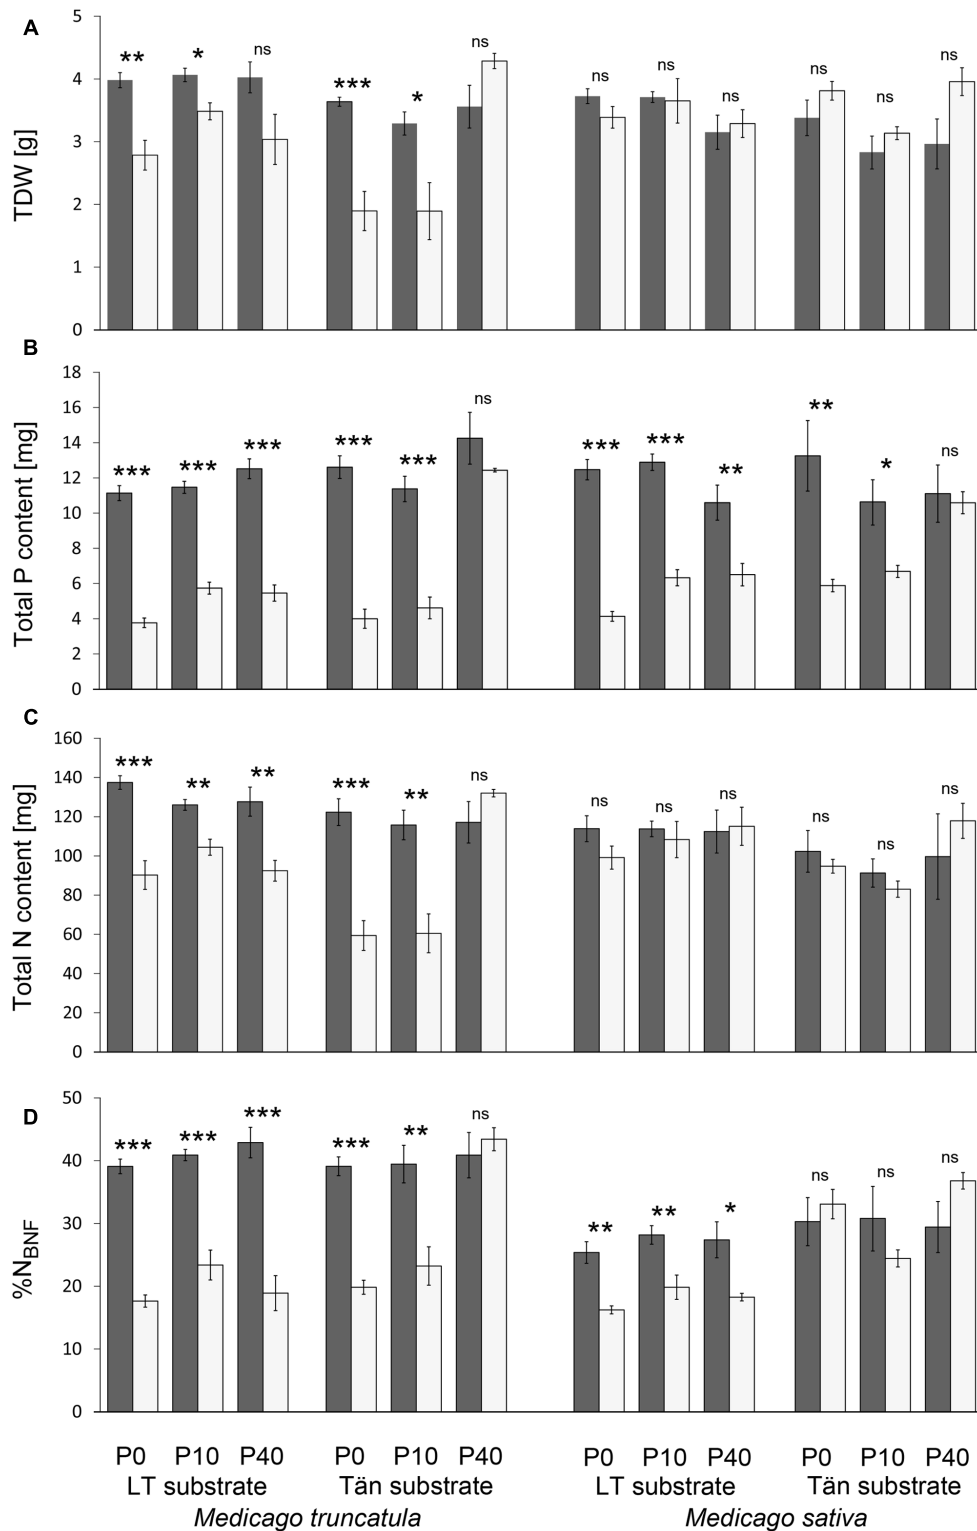 A
TDW [g]
5
4
3
2
1
0
** * ns *** * ns ns ns ns ns ns ns
B
Total P content [mg]
18
16
14
12
10
8
6
4
2
0
*** *** *** *** *** ns *** *** ** ** * ns
C
Total N content [mg]
160
140
120
100
80
60
40
20
0
*** ** ** *** ** ns ns ns ns ns ns ns
D
%NBNF
50
40
30
20
10
0
*** *** *** *** ** ns ** ** * ns ns ns
P0 P10 P40 P0 P10 P40 P0 P10 P40 P0 P10 P40
LT substrate Tän substrate LT substrate Tän substrate
Medicago truncatula Medicago sativa